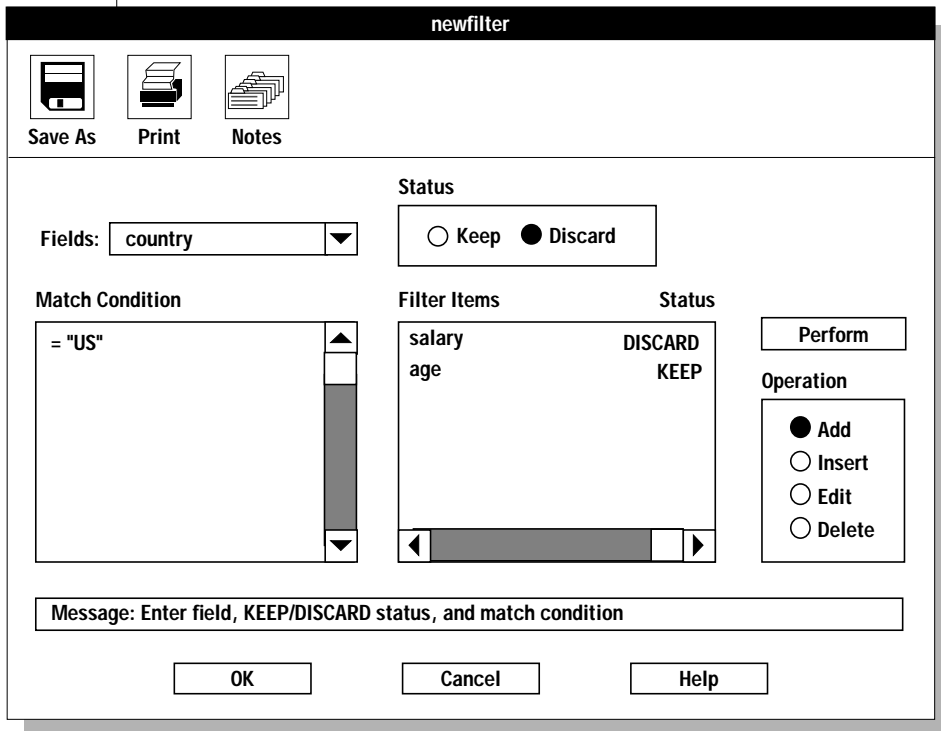 newfilter
Save As Print Notes
Status
Fields: country
Keep Discard
Match Condition
= "US"
Filter Items Status
salary DISCARD
age KEEP
Perform
Operation
Add
Insert
Edit
Delete
Message: Enter field, KEEP/DISCARD status, and match condition
OK Cancel Help